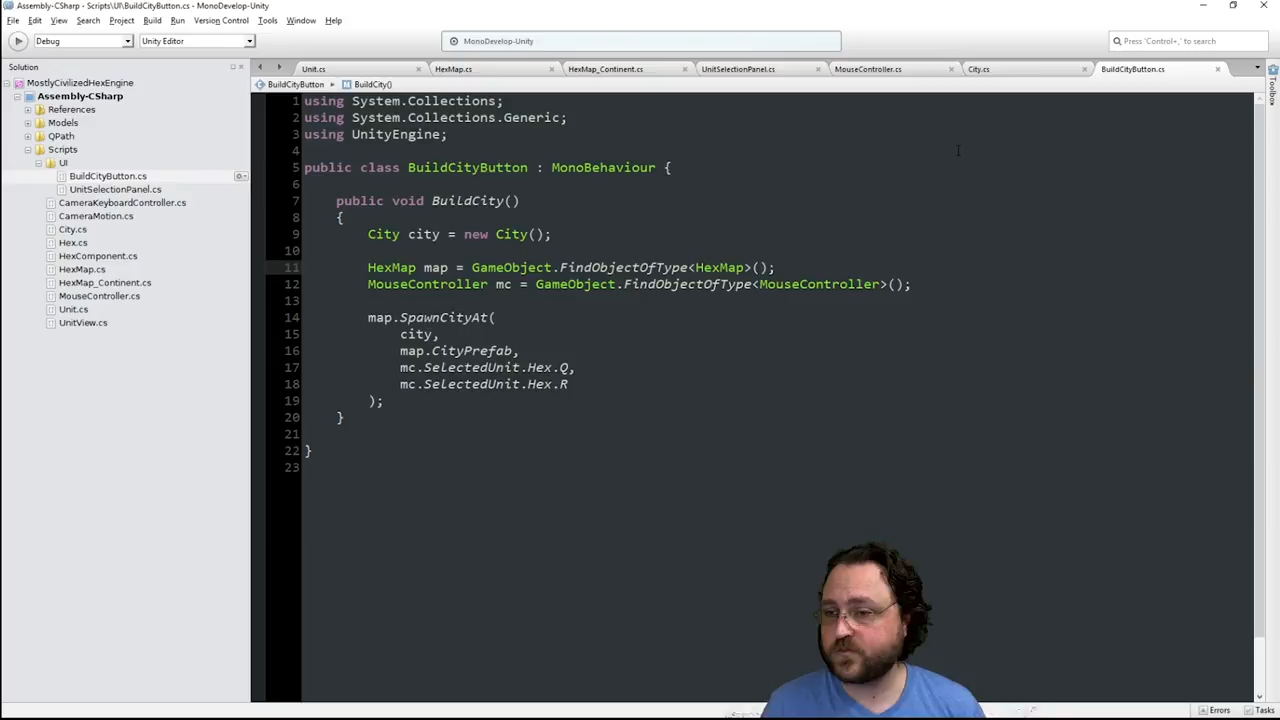 Assembly-CSharp - Scripts\UI\BuildCityButton.cs - MonoDevelop-Unity
File Edit View Search Project Build Run Version Control Tools Window Help
Debug Unity Editor MonoDevelop-Unity Press 'Control+,' to search
Solution
MostlyCivilizedHexEngine
Assembly-CSharp
References
Models
QPath
Scripts
UI
BuildCityButton.cs
UnitSelectionPanel.cs
CameraKeyboardController.cs
CameraMotion.cs
City.cs
Hex.cs
HexComponent.cs
HexMap.cs
HexMap_Continent.cs
MouseController.cs
Unit.cs
UnitView.cs
Unit.cs HexMap.cs HexMap_Continent.cs UnitSelectionPanel.cs MouseController.cs City.cs BuildCityButton.cs
BuildCityButton BuildCity()
1 using System.Collections;
2 using System.Collections.Generic;
3 using UnityEngine;
4
5 public class BuildCityButton : MonoBehaviour {
6
7 public void BuildCity()
8 {
9 City city = new City();
10
11 HexMap map = GameObject.FindObjectOfType<HexMap>();
12 MouseController mc = GameObject.FindObjectOfType<MouseController>();
13
14 map.SpawnCityAt(
15 city,
16 map.CityPrefab,
17 mc.SelectedUnit.Hex.Q,
18 mc.SelectedUnit.Hex.R
19 );
20 }
21
22 }
23
Toolbox
Errors Tasks